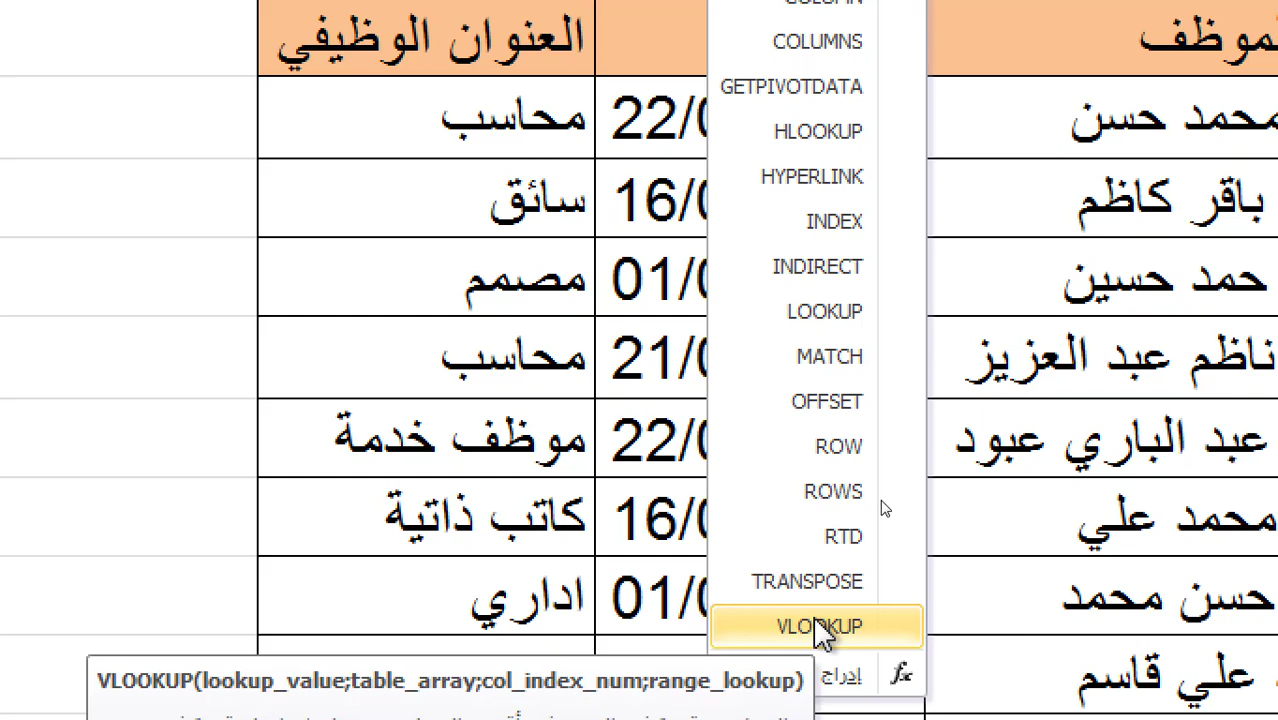 العنوان الوظيفي
محاسب
سائق
مصمم
محاسب
موظف خدمة
كاتب ذاتية
اداري
22/0
16/0
01/0
21/0
22/0
16/0
01/0
COLUMNS
GETPIVOTDATA
HLOOKUP
HYPERLINK
INDEX
INDIRECT
LOOKUP
MATCH
OFFSET
ROW
ROWS
RTD
TRANSPOSE
VLOOKUP
إدراج
fx
محمد حسن
باقر كاظم
حمد حسين
ناظم عبد العزيز
عبد الباري عبود
محمد علي
حسن محمد
علي قاسم
VLOOKUP(lookup_value;table_array;col_index_num;range_lookup)